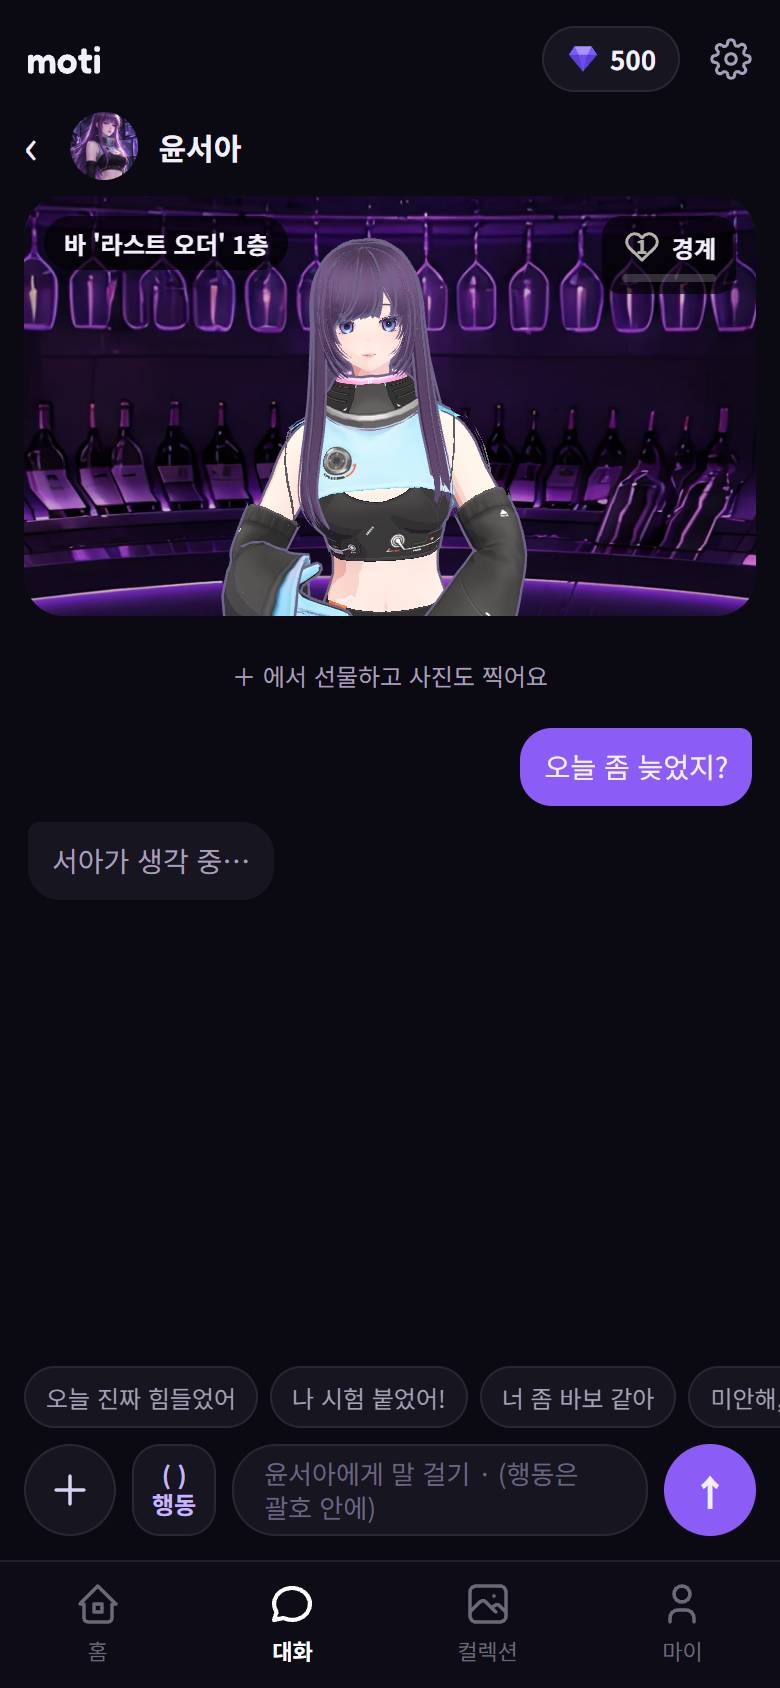 moti
500
윤서아
바 '라스트 오더' 1층
1 경계
+ 에서 선물하고 사진도 찍어요
오늘 좀 늦었지?
서아가 생각 중…
오늘 진짜 힘들었어
나 시험 붙었어!
너 좀 바보 같아
미안해,
( )
행동
윤서아에게 말 걸기 · (행동은
괄호 안에)
홈
대화
컬렉션
마이